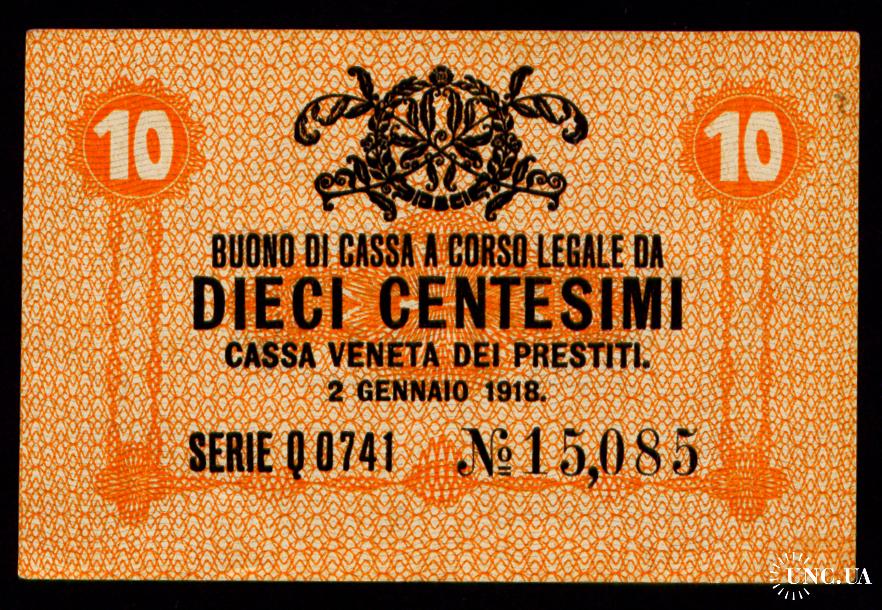 10 10
BUONO DI CASSA A CORSO LEGALE DA
DIECI CENTESIMI
CASSA VENETA DEI PRESTITI.
2 GENNAIO 1918.
SERIE Q 0741 № 15,085
UNC.UA